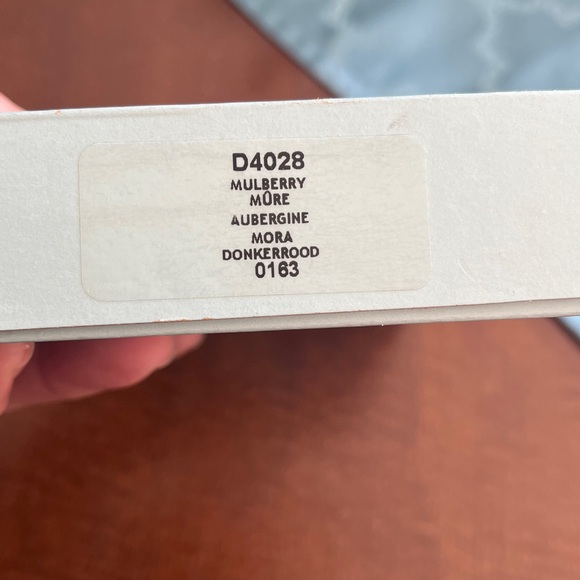 D4028
MULBERRY
MÛRE
AUBERGINE
MORA
DONKERROOD
0163